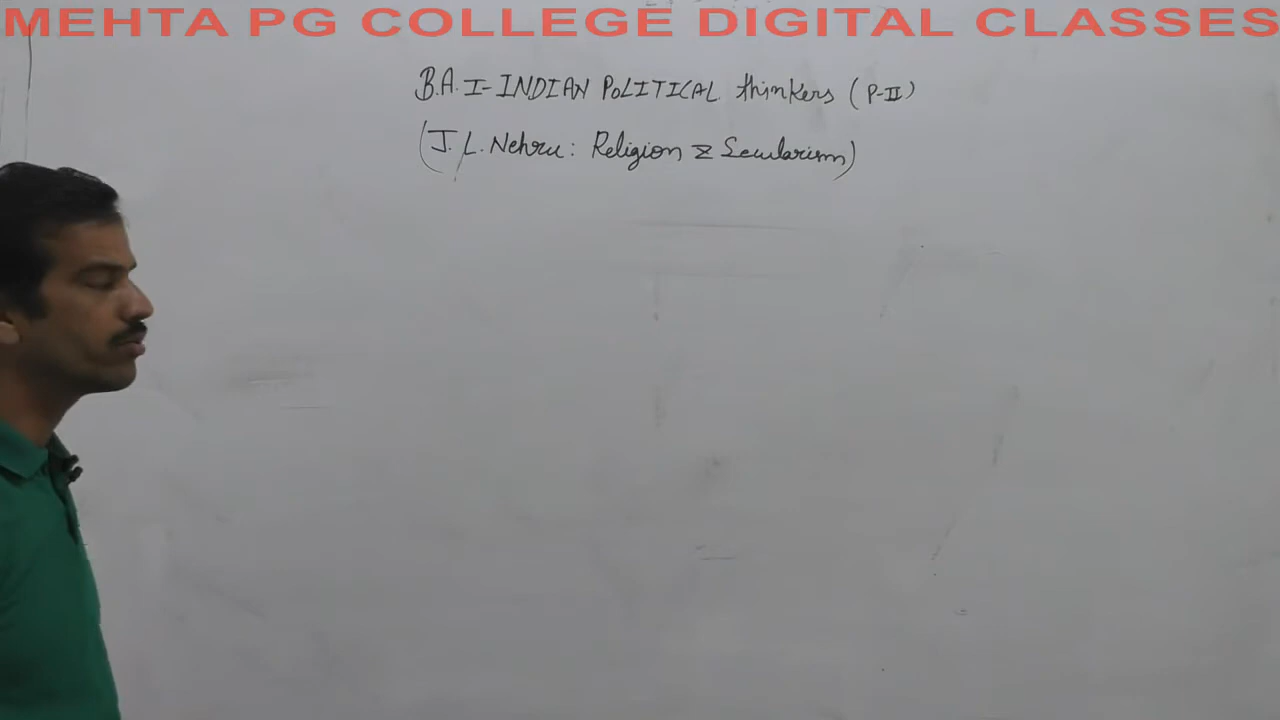 MEHTA PG COLLEGE DIGITAL CLASSES
B.A. I- INDIAN POLITICAL thinkers (P-II)
(J.L. Nehru: Religion & Secularism)